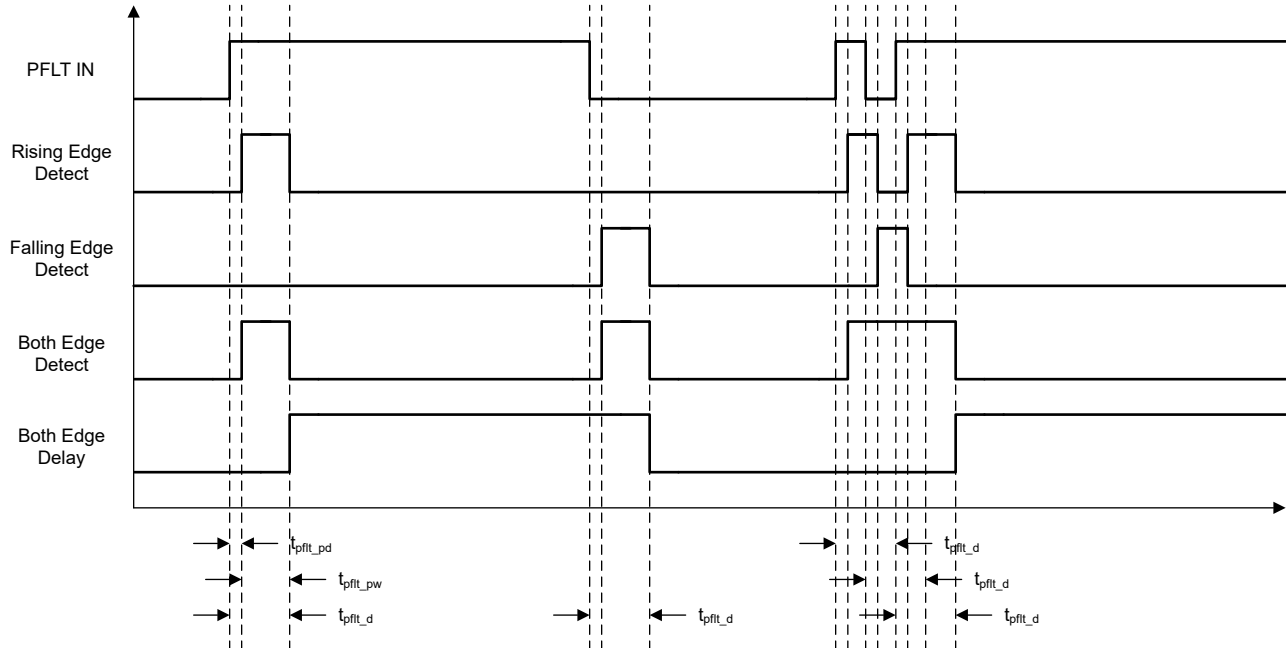 PFLT IN
Rising Edge
Detect
Falling Edge
Detect
Both Edge
Detect
Both Edge
Delay
tpflt_pd
tpflt_d
tpflt_pw
tpflt_d
tpflt_d
tpflt_d
tpflt_d